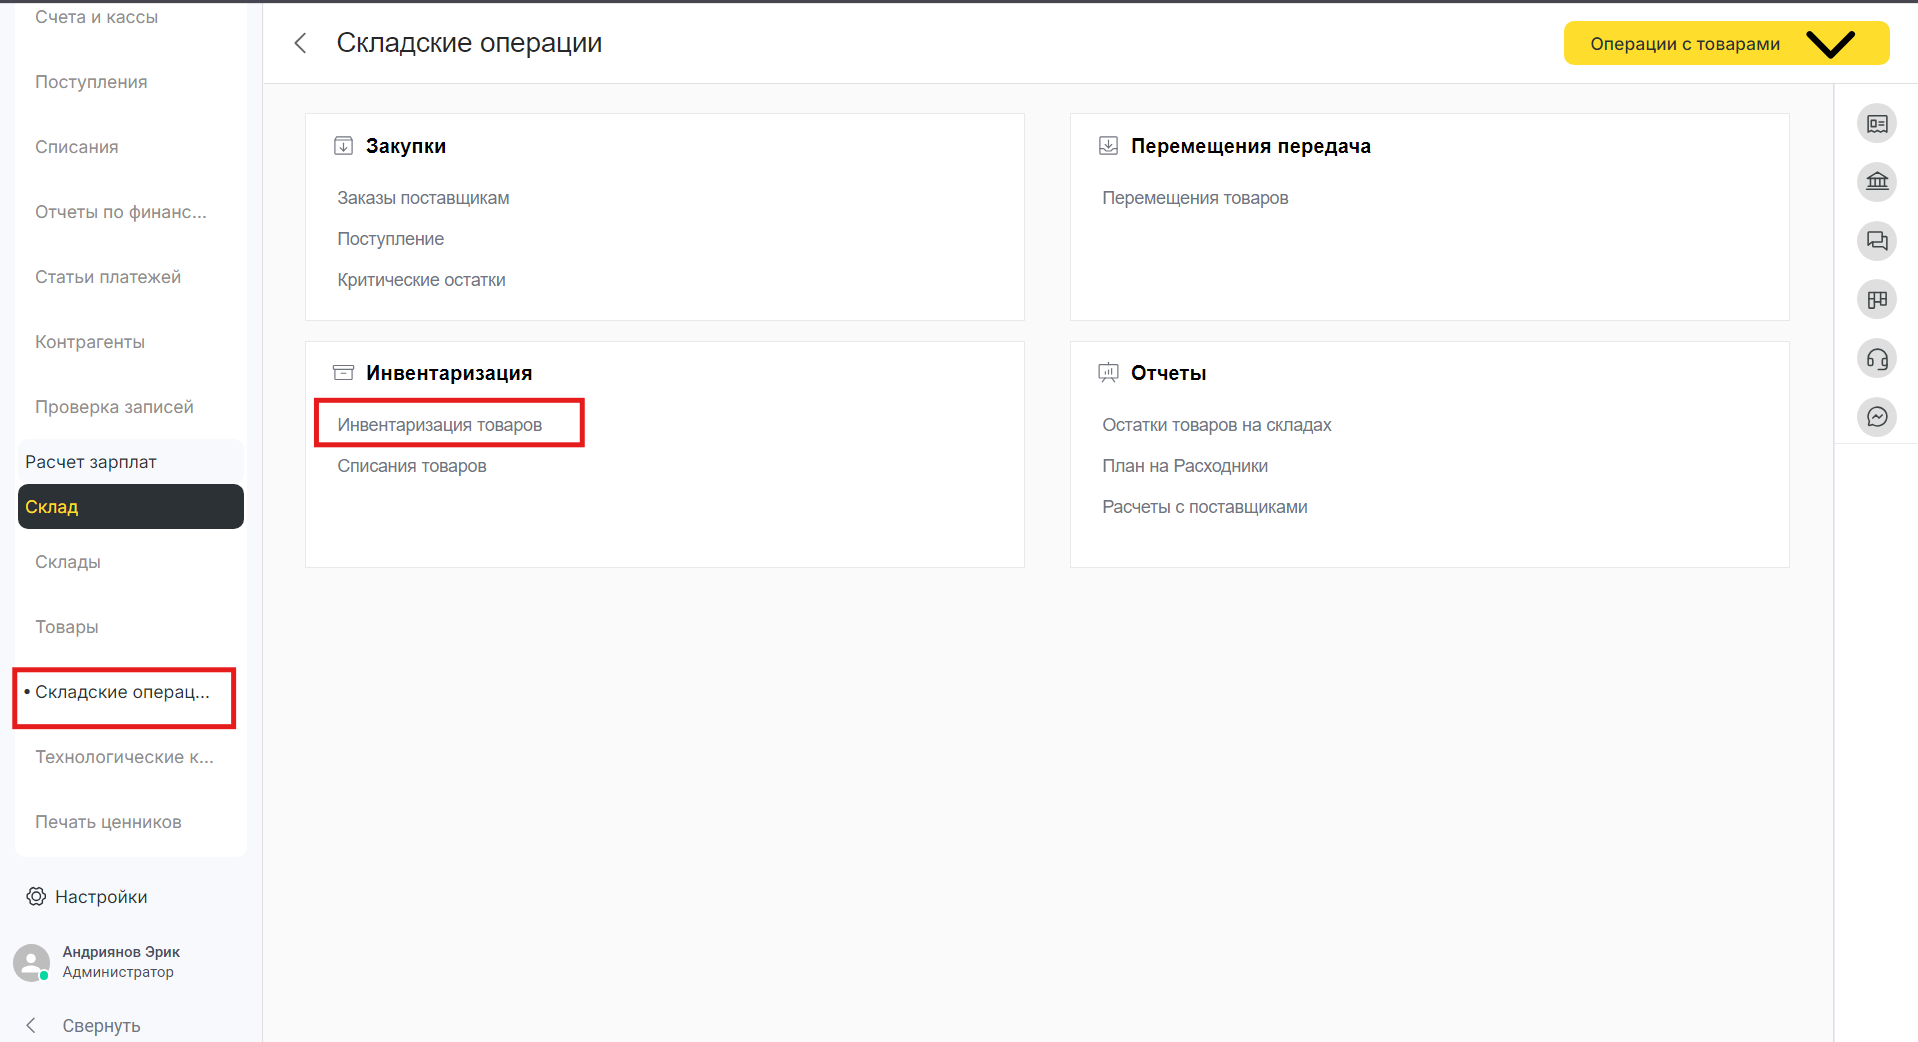 Счета и кассы
Поступления
Списания
Отчеты по финанс...
Статьи платежей
Контрагенты
Проверка записей
Расчет зарплат
Склад
Склады
Товары
• Складские операц...
Технологические к...
Печать ценников
Настройки
Андриянов Эрик
Администратор
Свернуть
Складские операции
Операции с товарами
Закупки
Заказы поставщикам
Поступление
Критические остатки
Перемещения передача
Перемещения товаров
Инвентаризация
Инвентаризация товаров
Списания товаров
Отчеты
Остатки товаров на складах
План на Расходники
Расчеты с поставщиками